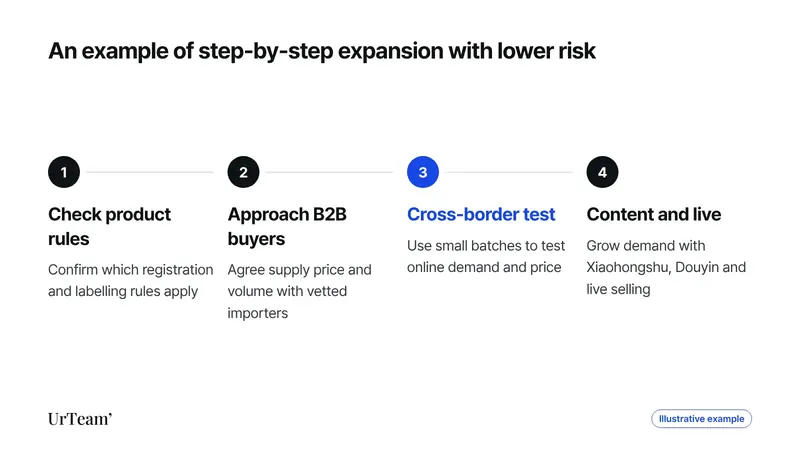 An example of step-by-step expansion with lower risk
1
Check product
rules
Confirm which registration
and labelling rules apply
2
Approach B2B
buyers
Agree supply price and
volume with vetted
importers
3
Cross-border test
Use small batches to test
online demand and price
4
Content and live
Grow demand with
Xiaohongshu, Douyin and
live selling
UrTeam’
Illustrative example